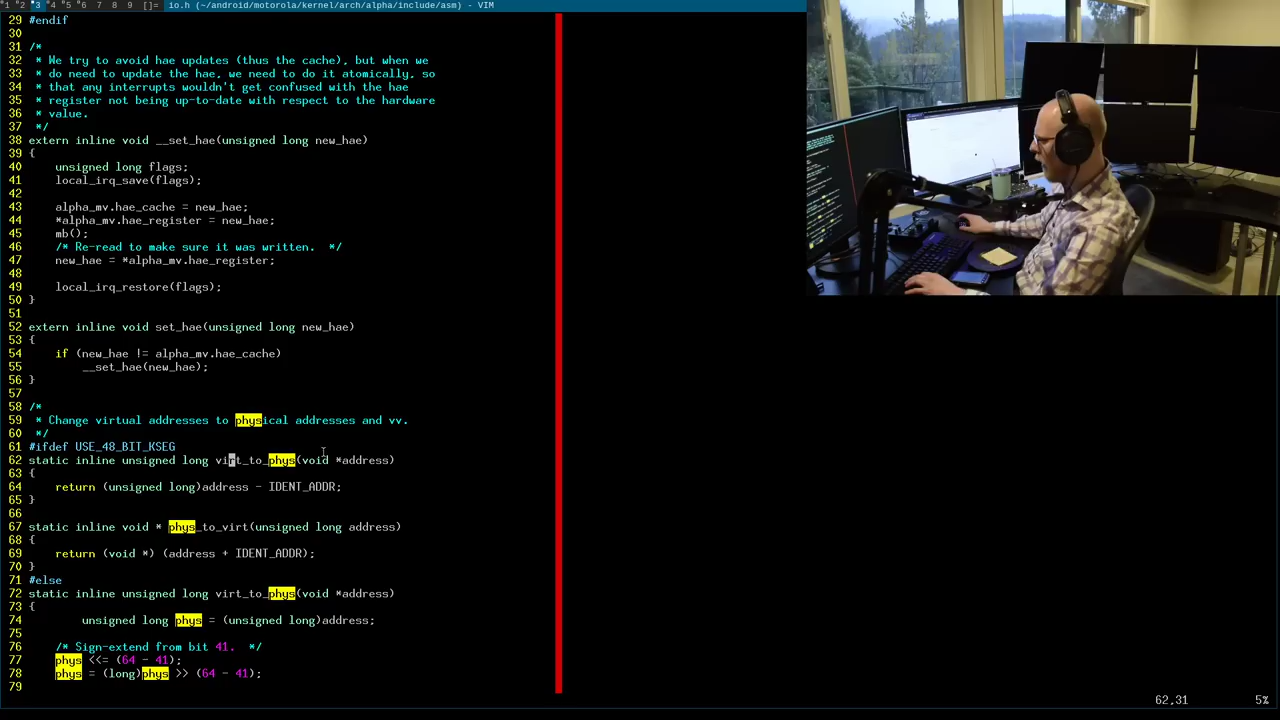 *1 *2 *3 *4 *5 6 7 8 9 []= io.h (~/android/motorola/kernel/arch/alpha/include/asm) - VIM
29 #endif
30
31 /*
32 * We try to avoid hae updates (thus the cache), but when we
33 * do need to update the hae, we need to do it atomically, so
34 * that any interrupts wouldn't get confused with the hae
35 * register not being up-to-date with respect to the hardware
36 * value.
37 */
38 extern inline void __set_hae(unsigned long new_hae)
39 {
40 unsigned long flags;
41 local_irq_save(flags);
42
43 alpha_mv.hae_cache = new_hae;
44 *alpha_mv.hae_register = new_hae;
45 mb();
46 /* Re-read to make sure it was written. */
47 new_hae = *alpha_mv.hae_register;
48
49 local_irq_restore(flags);
50 }
51
52 extern inline void set_hae(unsigned long new_hae)
53 {
54 if (new_hae != alpha_mv.hae_cache)
55 __set_hae(new_hae);
56 }
57
58 /*
59 * Change virtual addresses to physical addresses and vv.
60 */
61 #ifdef USE_48_BIT_KSEG
62 static inline unsigned long virt_to_phys(void *address)
63 {
64 return (unsigned long)address - IDENT_ADDR;
65 }
66
67 static inline void * phys_to_virt(unsigned long address)
68 {
69 return (void *) (address + IDENT_ADDR);
70 }
71 #else
72 static inline unsigned long virt_to_phys(void *address)
73 {
74 unsigned long phys = (unsigned long)address;
75
76 /* Sign-extend from bit 41. */
77 phys <<= (64 - 41);
78 phys = (long)phys >> (64 - 41);
79
62,31 5%